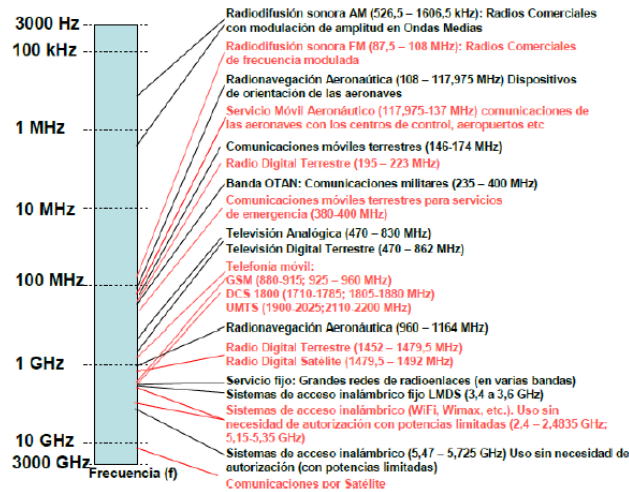 3000 Hz
100 kHz
1 MHz
10 MHz
100 MHz
1 GHz
10 GHz
3000 GHz
Frecuencia (f)
Radiodifusión sonora AM (526,5 – 1606,5 kHz): Radios Comerciales
con modulación de amplitud en Ondas Medias
Radiodifusión sonora FM (87,5 – 108 MHz): Radios Comerciales
de frecuencia modulada
Radionavegación Aeronaútica (108 – 117,975 MHz) Dispositivos
de orientación de las aeronaves
Servicio Móvil Aeronáutico (117,975-137 MHz) comunicaciones de
las aeronaves con los centros de control, aeropuertos etc
Comunicaciones móviles terrestres (146-174 MHz)
Radio Digital Terrestre (195 – 223 MHz)
Banda OTAN: Comunicaciones militares (235 – 400 MHz)
Comunicaciones móviles terrestres para servicios
de emergencia (380-400 MHz)
Televisión Analógica (470 – 830 MHz)
Televisión Digital Terrestre (470 – 862 MHz)
Telefonía móvil:
GSM (880-915; 925 – 960 MHz)
DCS 1800 (1710-1785; 1805-1880 MHz)
UMTS (1900-2025;2110-2200 MHz)
Radionavegación Aeronáutica (960 – 1164 MHz)
Radio Digital Terrestre (1452 – 1479,5 MHz)
Radio Digital Satélite (1479,5 – 1492 MHz)
Servicio fijo: Grandes redes de radioenlaces (en varias bandas)
Sistemas de acceso inalámbrico fijo LMDS (3,4 a 3,6 GHz)
Sistemas de acceso inalámbrico (WiFi, Wimax, etc.). Uso sin
necesidad de autorización con potencias limitadas (2,4 – 2,4835 GHz;
5,15-5,35 GHz)
Sistemas de acceso inalámbrico (5,47 – 5,725 GHz) Uso sin necesidad de
autorización (con potencias limitadas)
Comunicaciones por Satélite